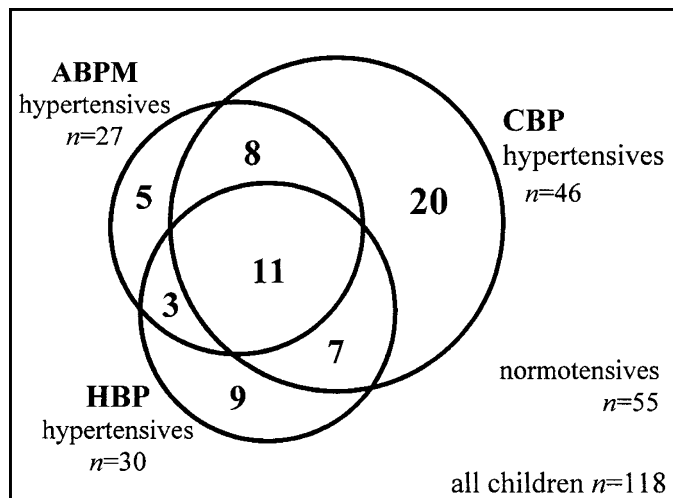 ABPM
hypertensives
n=27
CBP
hypertensives
n=46
8
5
20
11
3
7
9
HBP
hypertensives
n=30
normotensives
n=55
all children n=118